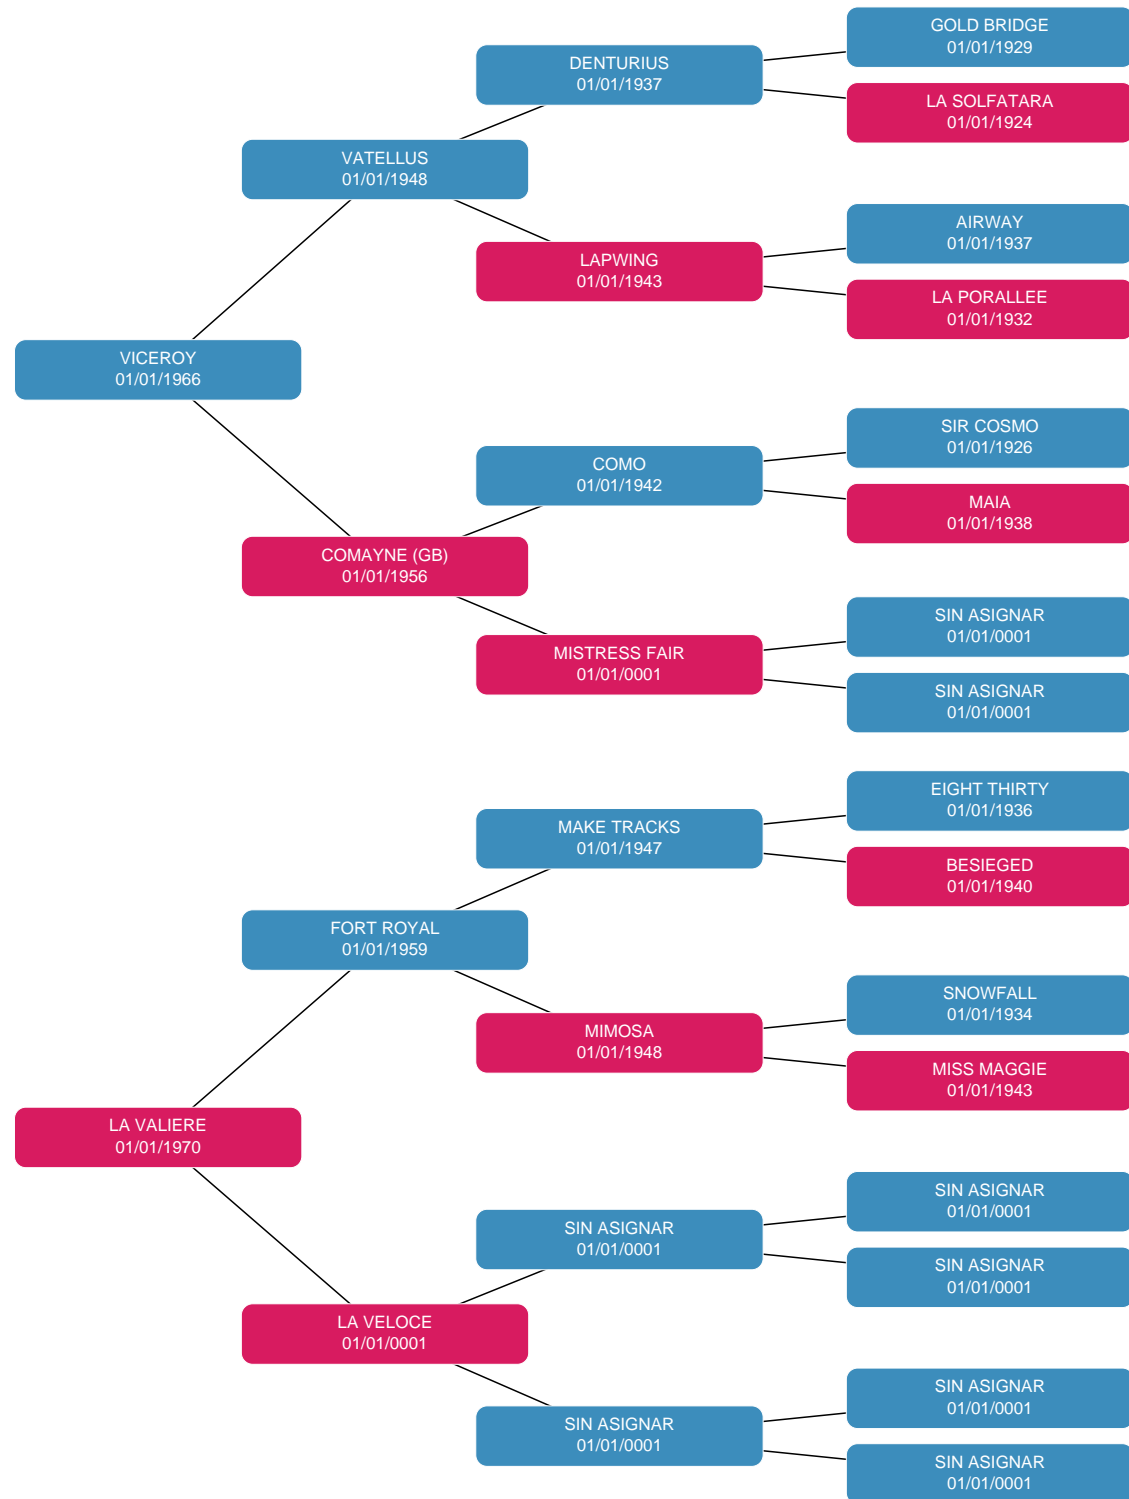 GOLD BRIDGE
01/01/1929
DENTURIUS
01/01/1937
LA SOLFATARA
01/01/1924
VATELLUS
01/01/1948
AIRWAY
01/01/1937
LAPWING
01/01/1943
LA PORALLEE
01/01/1932
VICEROY
01/01/1966
SIR COSMO
01/01/1926
COMO
01/01/1942
MAIA
01/01/1938
COMAYNE (GB)
01/01/1956
SIN ASIGNAR
01/01/0001
MISTRESS FAIR
01/01/0001
SIN ASIGNAR
01/01/0001
EIGHT THIRTY
01/01/1936
MAKE TRACKS
01/01/1947
BESIEGED
01/01/1940
FORT ROYAL
01/01/1959
SNOWFALL
01/01/1934
MIMOSA
01/01/1948
MISS MAGGIE
01/01/1943
LA VALIERE
01/01/1970
SIN ASIGNAR
01/01/0001
SIN ASIGNAR
01/01/0001
SIN ASIGNAR
01/01/0001
LA VELOCE
01/01/0001
SIN ASIGNAR
01/01/0001
SIN ASIGNAR
01/01/0001
SIN ASIGNAR
01/01/0001